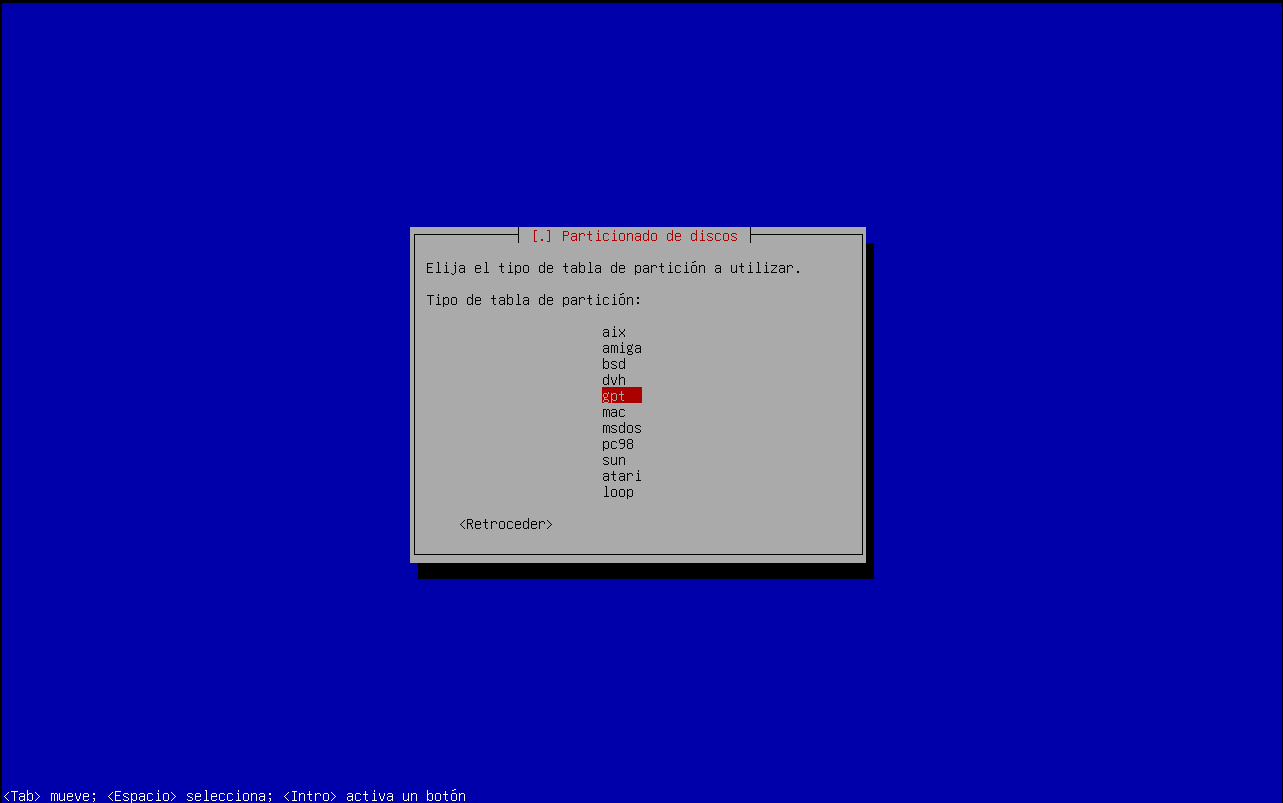 [.] Particionado de discos
Elija el tipo de tabla de partición a utilizar.
Tipo de tabla de partición:
aix
amiga
bsd
dvh
gpt
mac
msdos
pc98
sun
atari
loop
<Retroceder>
<Tab> mueve; <Espacio> selecciona; <Intro> activa un botón